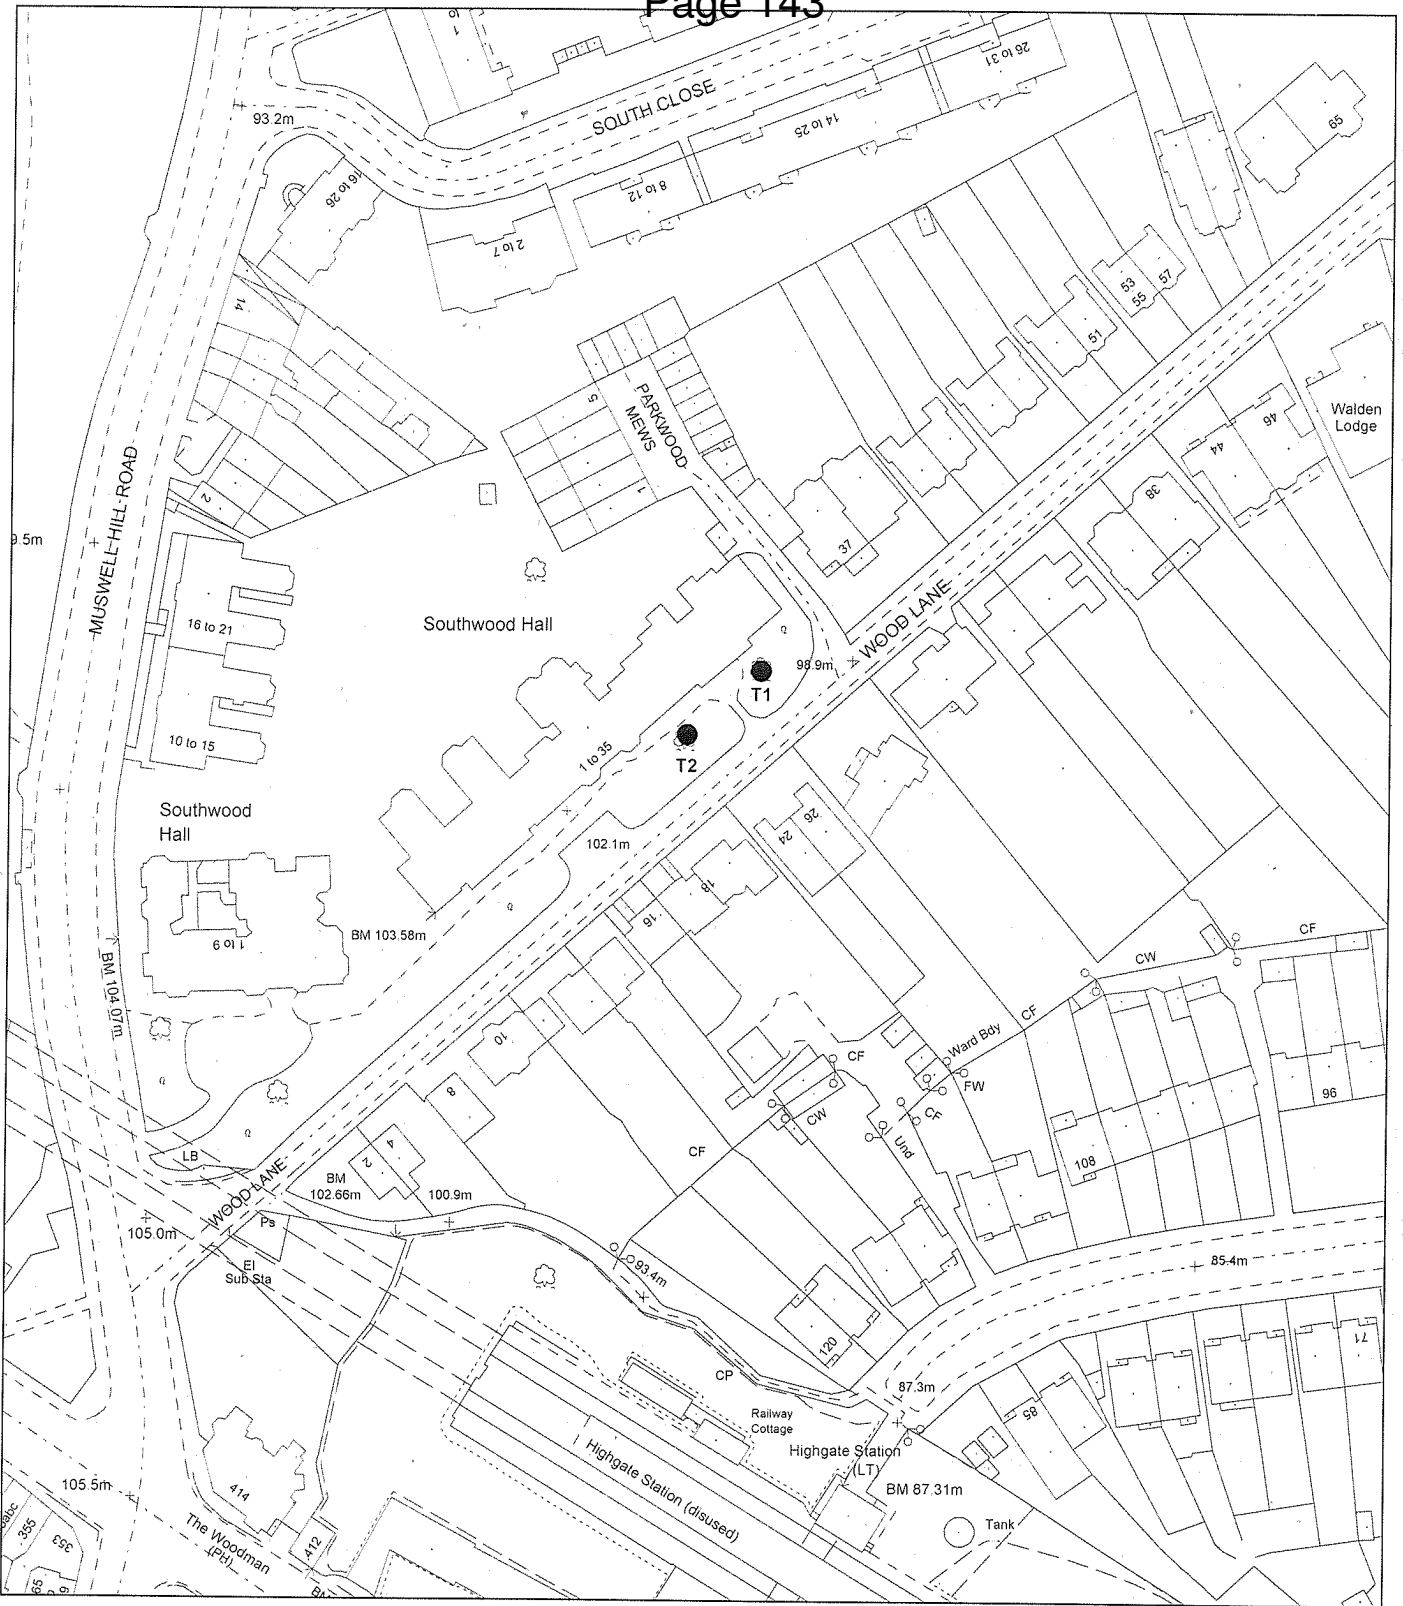 Page 143
26 to 31
SOUTH CLOSE
14 to 25
93.2m
65
16 to 26
8 to 12
2 to 7
53
55
57
14
51
PARKWOOD
MEWS
5
Walden
Lodge
46
44
MUSWELL HILL ROAD
2
1
38
9.5m
37
WOOD LANE
16 to 21
Southwood Hall
98.9m
T1
10 to 15
1 to 35
T2
Southwood
Hall
26
24
102.1m
18
16
1 to 9
BM 103.58m
CF
CW
BM 104.07m
CF
10
Ward Bdy
CF
FW
8
CW
CF
96
Und
4
2
CF
108
LB
WOOD LANE
BM
102.66m
100.9m
Ps
105.0m
El
Sub Sta
93.4m
85.4m
120
71
CP
87.3m
Railway
Cottage
85
Highgate Station
(LT)
Highgate Station (disused)
BM 87.31m
105.5m
414
Tank
355
353
The Woodman
(PH)
412
BM
65
9